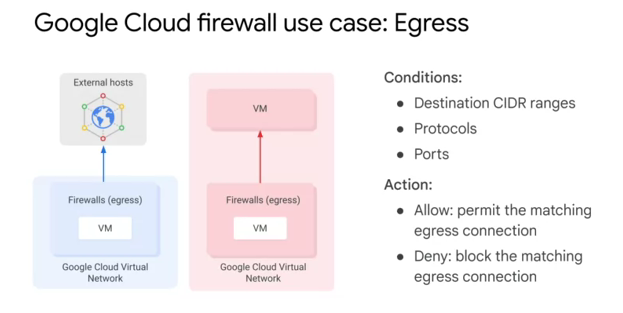 Google Cloud firewall use case: Egress
External hosts
Firewalls (egress)
VM
Google Cloud Virtual
Network
VM
Firewalls (egress)
VM
Google Cloud Virtual
Network
Conditions:
● Destination CIDR ranges
● Protocols
● Ports
Action:
● Allow: permit the matching
egress connection
● Deny: block the matching
egress connection